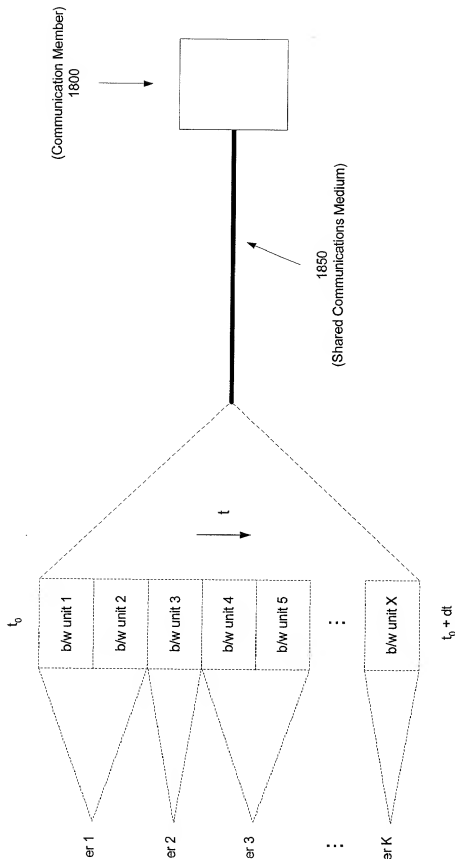 t₀
er 1
b/w unit 1
b/w unit 2
er 2
b/w unit 3
er 3
b/w unit 4
b/w unit 5
...
er K
b/w unit X
t₀ + dt
t
1850
(Shared Communications Medium)
(Communication Member)
1800